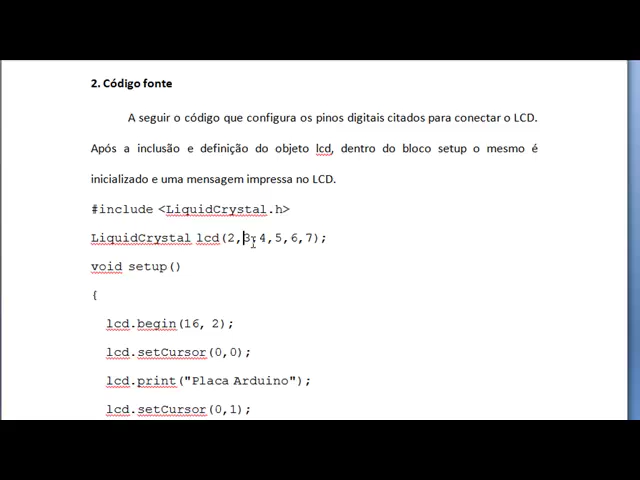 2. Código fonte
A seguir o código que configura os pinos digitais citados para conectar o LCD.
Após a inclusão e definição do objeto lcd, dentro do bloco setup o mesmo é
inicializado e uma mensagem impressa no LCD.
#include <LiquidCrystal.h>
LiquidCrystal lcd(2,3,4,5,6,7);
void setup()
{
lcd.begin(16, 2);
lcd.setCursor(0,0);
lcd.print("Placa Arduino");
lcd.setCursor(0,1);